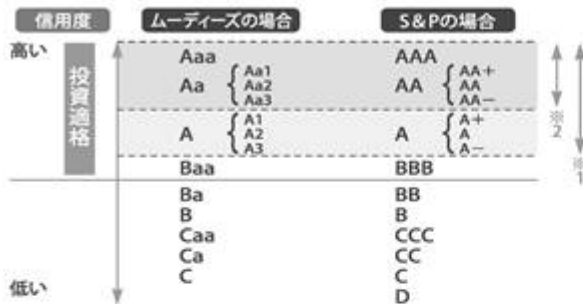 信用度 ムーディーズの場合 S&Pの場合
高い
投資適格
Aaa AAA
Aa Aa1 Aa2 Aa3 AA AA+ AA AA−
A A1 A2 A3 A A+ A A−
Baa BBB
※2
※1
Ba BB
B B
Caa CCC
Ca CC
C C
低い D